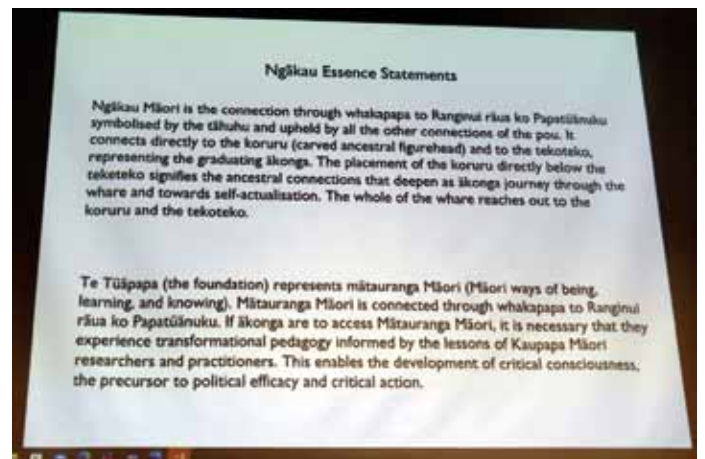 Ngākau Essence Statements
Ngākau Māori is the connection through whakapapa to Ranginui rāua ko Papatūānuku
symbolised by the tāhuhu and upheld by all the other connections of the pou. It
connects directly to the koruru (carved ancestral figurehead) and to the tekoteko,
representing the graduating ākonga. The placement of the koruru directly below the
teketeko signifies the ancestral connections that deepen as ākonga journey through the
whare and towards self-actualisation. The whole of the whare reaches out to the
koruru and the tekoteko.
Te Tūāpapa (the foundation) represents mātauranga Māori (Māori ways of being,
learning, and knowing). Mātauranga Māori is connected through whakapapa to Ranginui
rāua ko Papatūānuku. If ākonga are to access Mātauranga Māori, it is necessary that they
experience transformational pedagogy informed by the lessons of Kaupapa Māori
researchers and practitioners. This enables the development of critical consciousness,
the precursor to political efficacy and critical action.